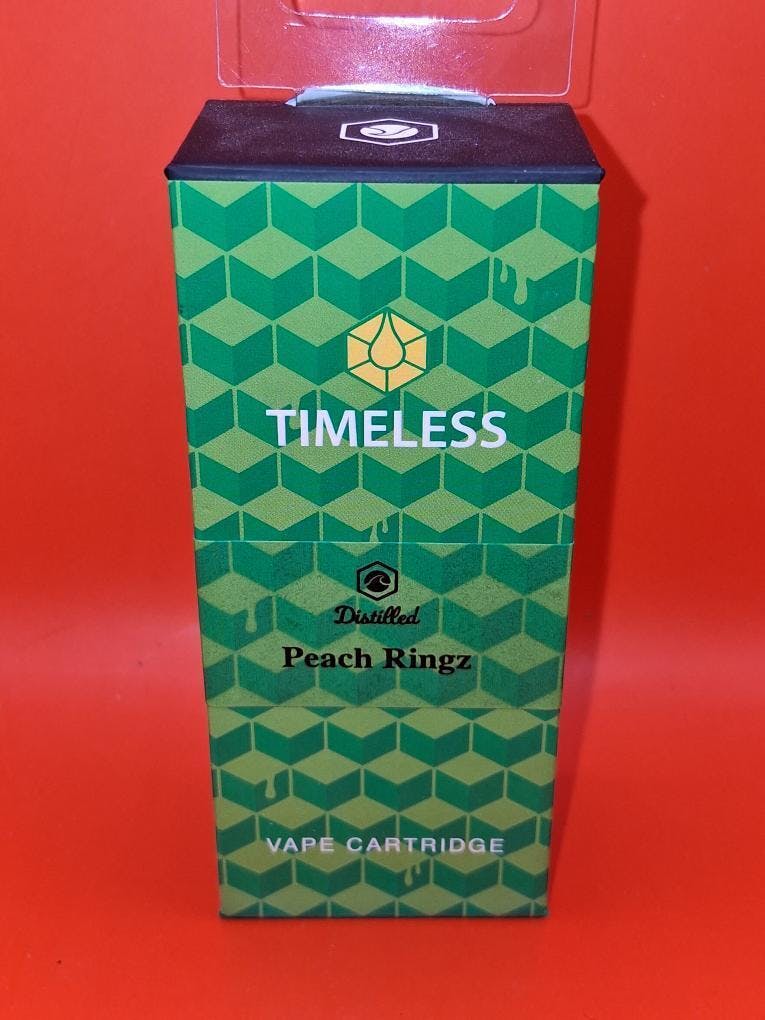 TIMELESS
Distilled
Peach Ringz
VAPE CARTRIDGE